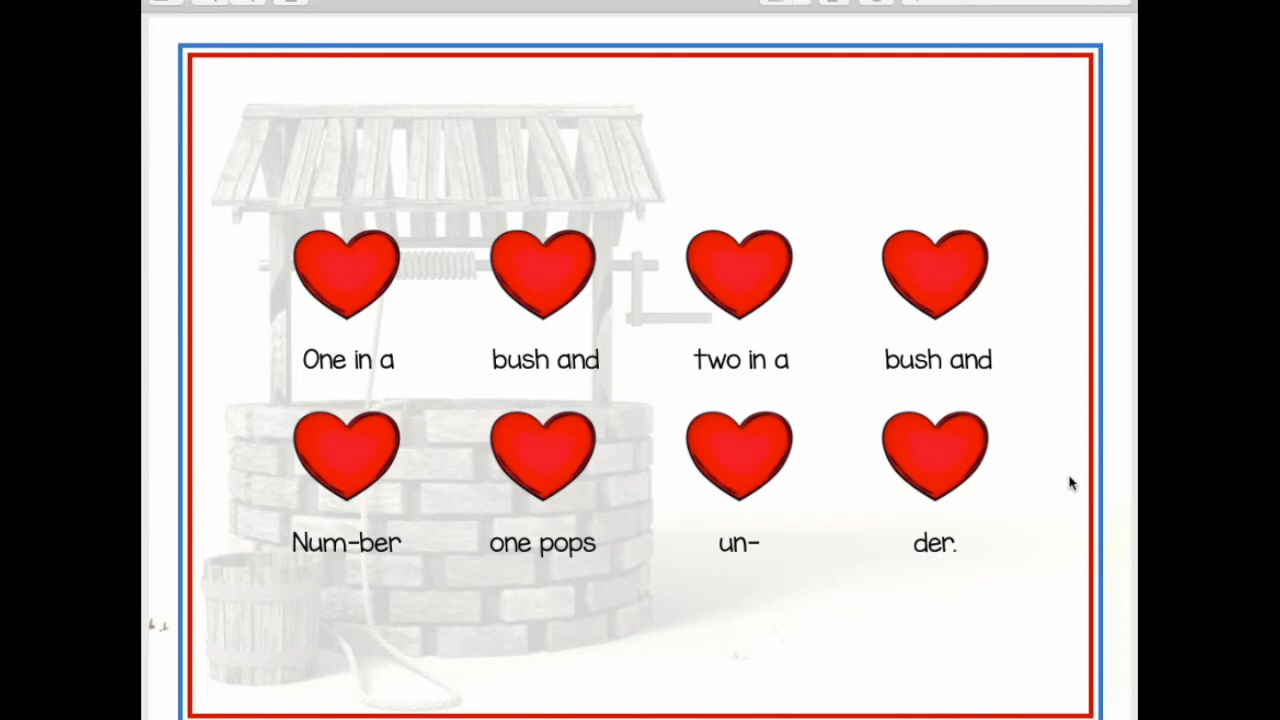 One in a bush and two in a bush and
Num-ber one pops un- der.